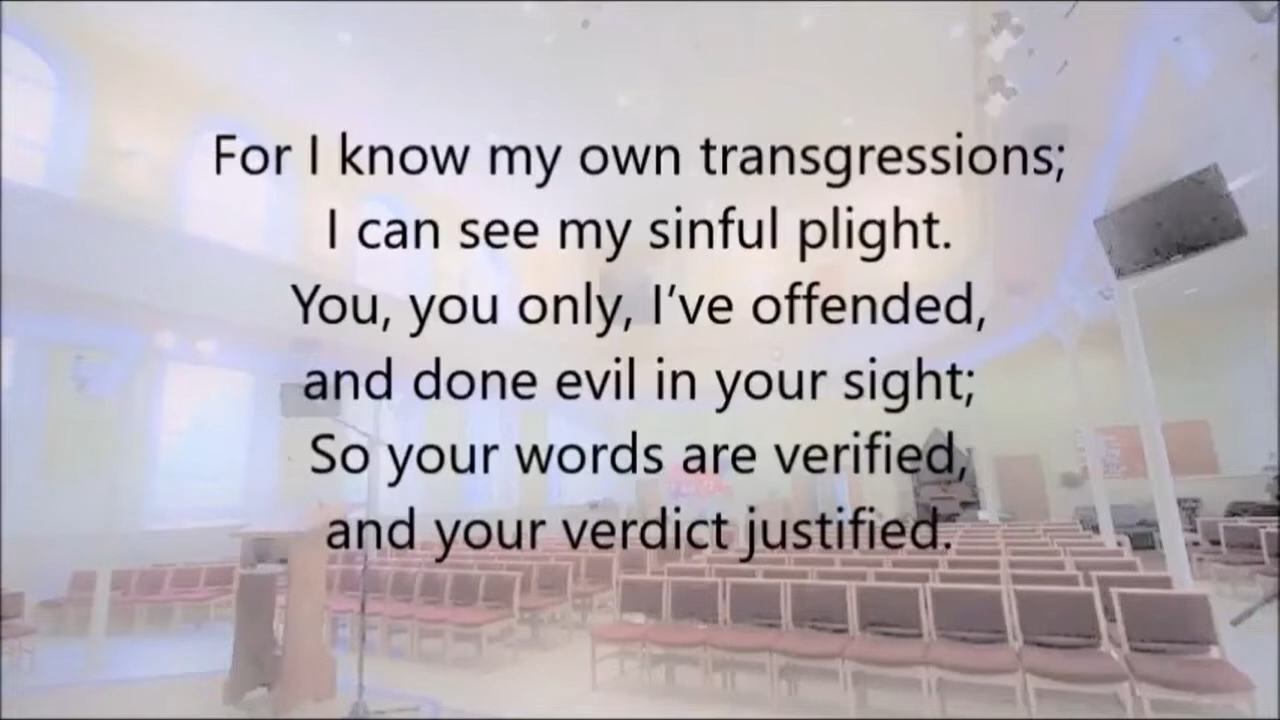 For I know my own transgressions;
I can see my sinful plight.
You, you only, I’ve offended,
and done evil in your sight;
So your words are verified,
and your verdict justified.